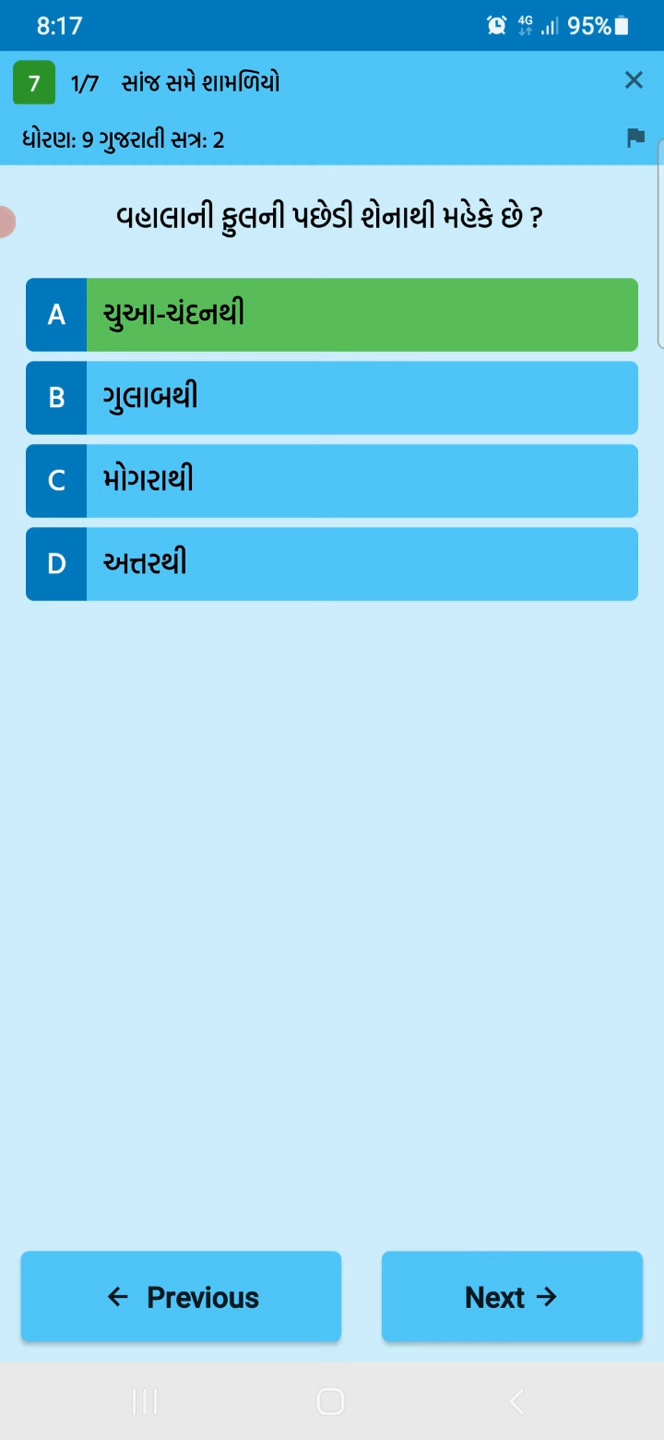 8:17 4G 95%
7 1/7 સાંજ સમે શામળિયો
ધોરણ: 9 ગુજરાતી સત્ર: 2
વહાલાની ફુલની પછેડી શેનાથી મહેકે છે ?
A ચુઆ-ચંદનથી
B ગુલાબથી
C મોગરાથી
D અત્તરથી
← Previous Next →